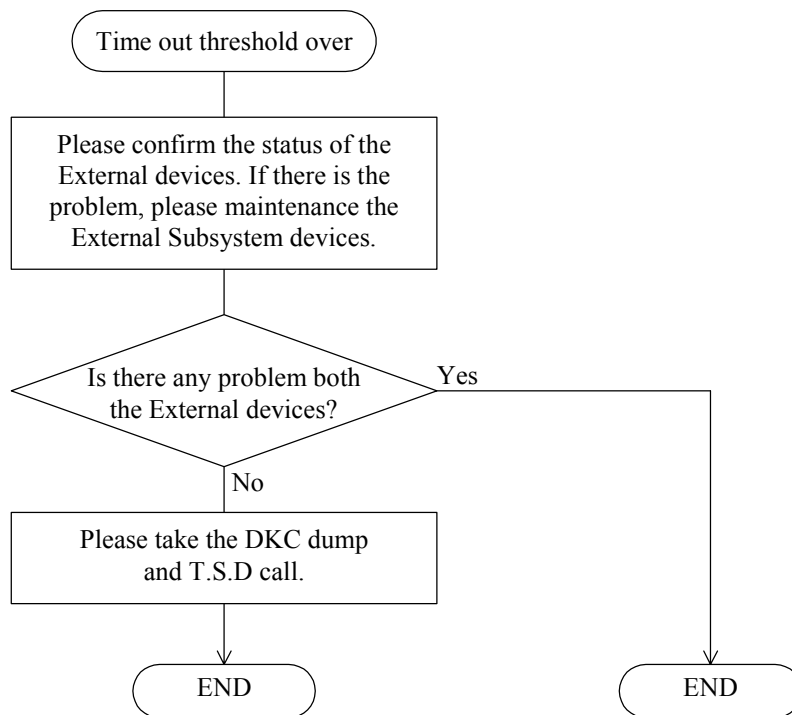 Time out threshold over
Please confirm the status of the
External devices. If there is the
problem, please maintenance the
External Subsystem devices.
Is there any problem both
the External devices?
Yes
No
Please take the DKC dump
and T.S.D call.
END
END